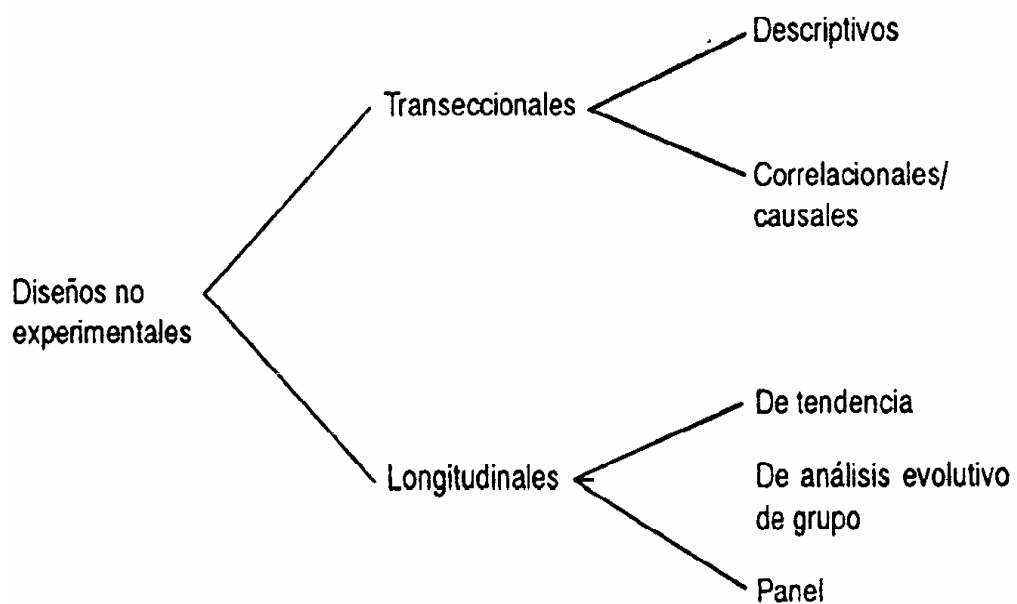 Descriptivos
Transeccionales
Correlacionales/
causales
Diseños no
experimentales
De tendencia
Longitudinales
De análisis evolutivo
de grupo
Panel